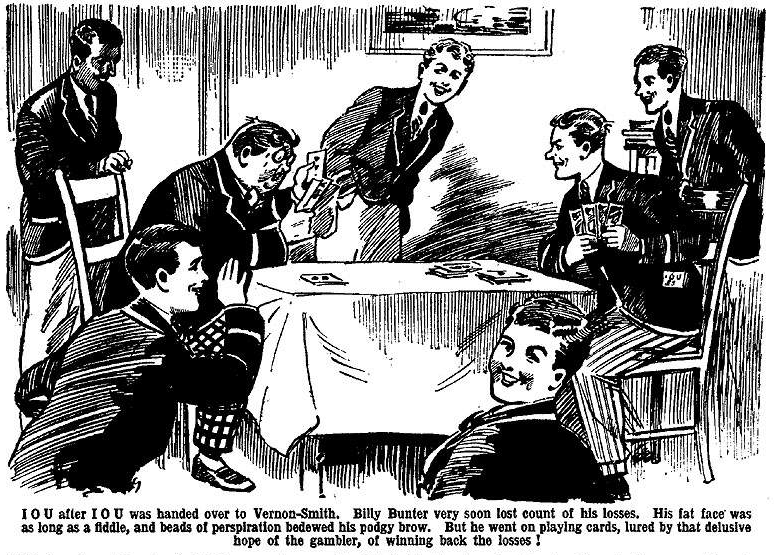 IOU
I O U after I O U was handed over to Vernon-Smith. Billy Bunter very soon lost count of his losses. His fat face was
as long as a fiddle, and beads of perspiration bedewed his podgy brow. But he went on playing cards, lured by that delusive
hope of the gambler, of winning back the losses !